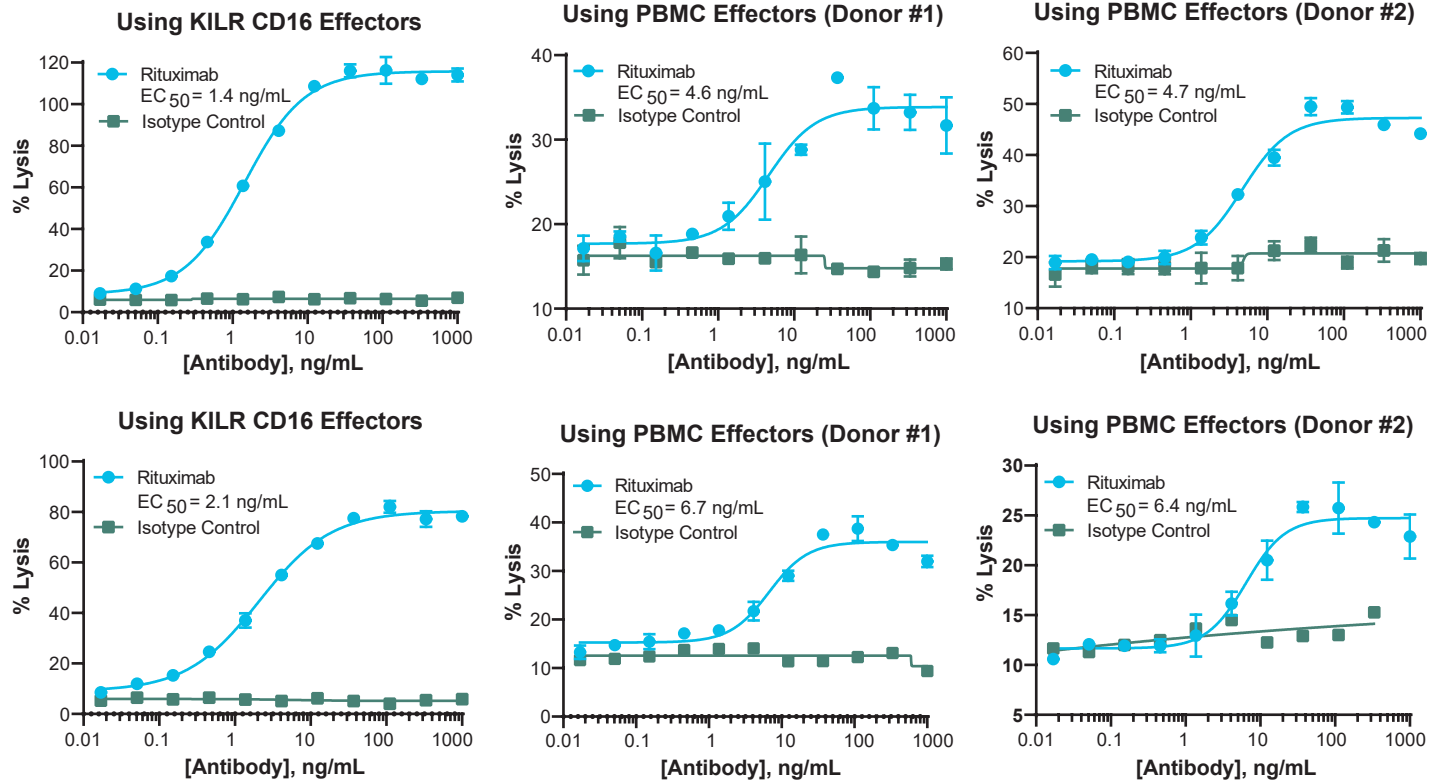 Using KILR CD16 Effectors
120
100
80
60
40
20
0
% Lysis
Rituximab
EC50 = 1.4 ng/mL
Isotype Control
0.01 0.1 1 10 100 1000
[Antibody], ng/mL
Using PBMC Effectors (Donor #1)
40
30
20
10
% Lysis
Rituximab
EC50 = 4.6 ng/mL
Isotype Control
0.01 0.1 1 10 100 1000
[Antibody], ng/mL
Using PBMC Effectors (Donor #2)
60
50
40
30
20
10
% Lysis
Rituximab
EC50 = 4.7 ng/mL
Isotype Control
0.01 0.1 1 10 100 1000
[Antibody], ng/mL
Using KILR CD16 Effectors
100
80
60
40
20
0
% Lysis
Rituximab
EC50 = 2.1 ng/mL
Isotype Control
0.01 0.1 1 10 100 1000
[Antibody], ng/mL
Using PBMC Effectors (Donor #1)
50
40
30
20
10
0
% Lysis
Rituximab
EC50 = 6.7 ng/mL
Isotype Control
0.01 0.1 1 10 100 1000
[Antibody], ng/mL
Using PBMC Effectors (Donor #2)
30
25
20
15
10
5
% Lysis
Rituximab
EC50 = 6.4 ng/mL
Isotype Control
0.01 0.1 1 10 100 1000
[Antibody], ng/mL